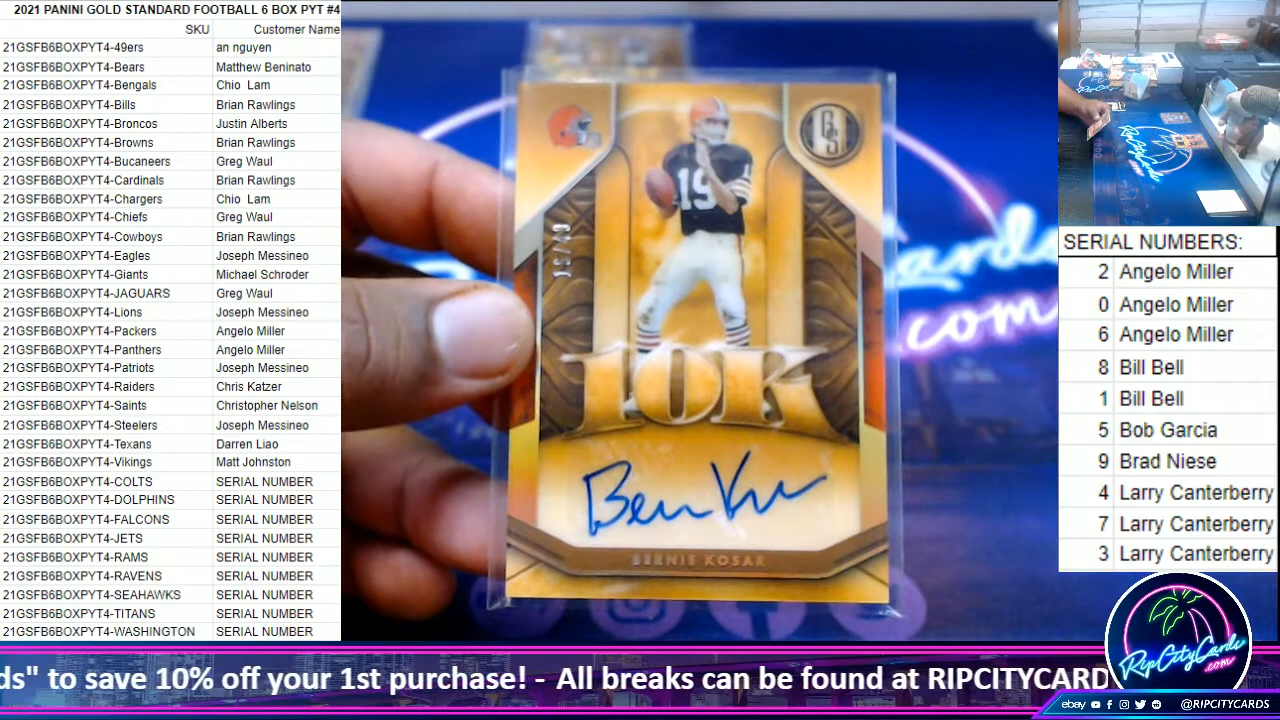 2021 PANINI GOLD STANDARD FOOTBALL 6 BOX PYT #4
SKU Customer Name
21GSFB6BOXPYT4-49ers an nguyen
21GSFB6BOXPYT4-Bears Matthew Beninato
21GSFB6BOXPYT4-Bengals Chio Lam
21GSFB6BOXPYT4-Bills Brian Rawlings
21GSFB6BOXPYT4-Broncos Justin Alberts
21GSFB6BOXPYT4-Browns Brian Rawlings
21GSFB6BOXPYT4-Bucaneers Greg Waul
21GSFB6BOXPYT4-Cardinals Brian Rawlings
21GSFB6BOXPYT4-Chargers Chio Lam
21GSFB6BOXPYT4-Chiefs Greg Waul
21GSFB6BOXPYT4-Cowboys Brian Rawlings
21GSFB6BOXPYT4-Eagles Joseph Messineo
21GSFB6BOXPYT4-Giants Michael Schroder
21GSFB6BOXPYT4-JAGUARS Greg Waul
21GSFB6BOXPYT4-Lions Joseph Messineo
21GSFB6BOXPYT4-Packers Angelo Miller
21GSFB6BOXPYT4-Panthers Angelo Miller
21GSFB6BOXPYT4-Patriots Joseph Messineo
21GSFB6BOXPYT4-Raiders Chris Katzer
21GSFB6BOXPYT4-Saints Christopher Nelson
21GSFB6BOXPYT4-Steelers Joseph Messineo
21GSFB6BOXPYT4-Texans Darren Liao
21GSFB6BOXPYT4-Vikings Matt Johnston
21GSFB6BOXPYT4-COLTS SERIAL NUMBER
21GSFB6BOXPYT4-DOLPHINS SERIAL NUMBER
21GSFB6BOXPYT4-FALCONS SERIAL NUMBER
21GSFB6BOXPYT4-JETS SERIAL NUMBER
21GSFB6BOXPYT4-RAMS SERIAL NUMBER
21GSFB6BOXPYT4-RAVENS SERIAL NUMBER
21GSFB6BOXPYT4-SEAHAWKS SERIAL NUMBER
21GSFB6BOXPYT4-TITANS SERIAL NUMBER
21GSFB6BOXPYT4-WASHINGTON SERIAL NUMBER
GS
19
10K
BERNIE KOSAR
com
SERIAL NUMBERS:
2 Angelo Miller
0 Angelo Miller
6 Angelo Miller
8 Bill Bell
1 Bill Bell
5 Bob Garcia
9 Brad Niese
4 Larry Canterberry
7 Larry Canterberry
3 Larry Canterberry
RipCityCards
.com
ds" to save 10% off your 1st purchase! - All breaks can be found at RIPCITYCARD
ebay @RIPCITYCARDS